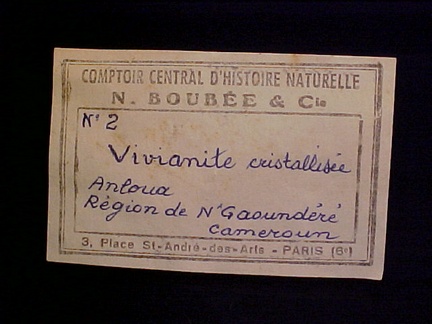 COMPTOIR CENTRAL D'HISTOIRE NATURELLE
N. BOUBÉE & Cie
N° 2
Vivianite cristallisée
Anloua
Région de N'Gaoundéré
Cameroun
3, Place St-André-des-Arts - PARIS (6e)